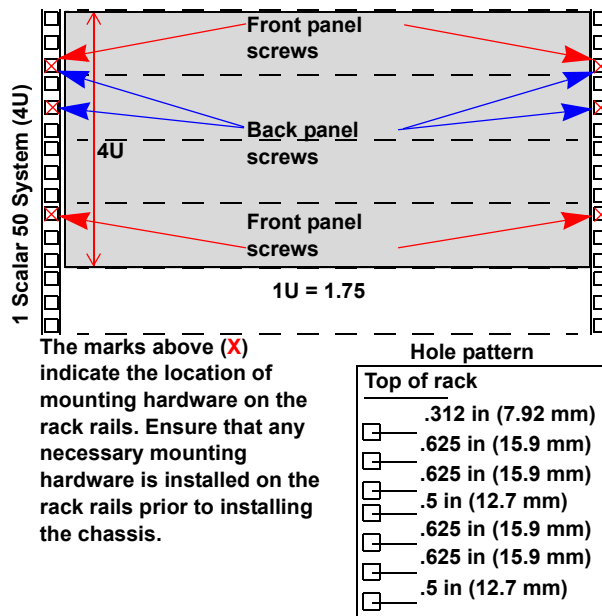 1 Scalar 50 System (4U)
Front panel
screws
Back panel
screws
4U
Front panel
screws
1U = 1.75
The marks above (X)
indicate the location of
mounting hardware on the
rack rails. Ensure that any
necessary mounting
hardware is installed on the
rack rails prior to installing
the chassis.
Hole pattern
Top of rack
.312 in (7.92 mm)
.625 in (15.9 mm)
.625 in (15.9 mm)
.5 in (12.7 mm)
.625 in (15.9 mm)
.625 in (15.9 mm)
.5 in (12.7 mm)